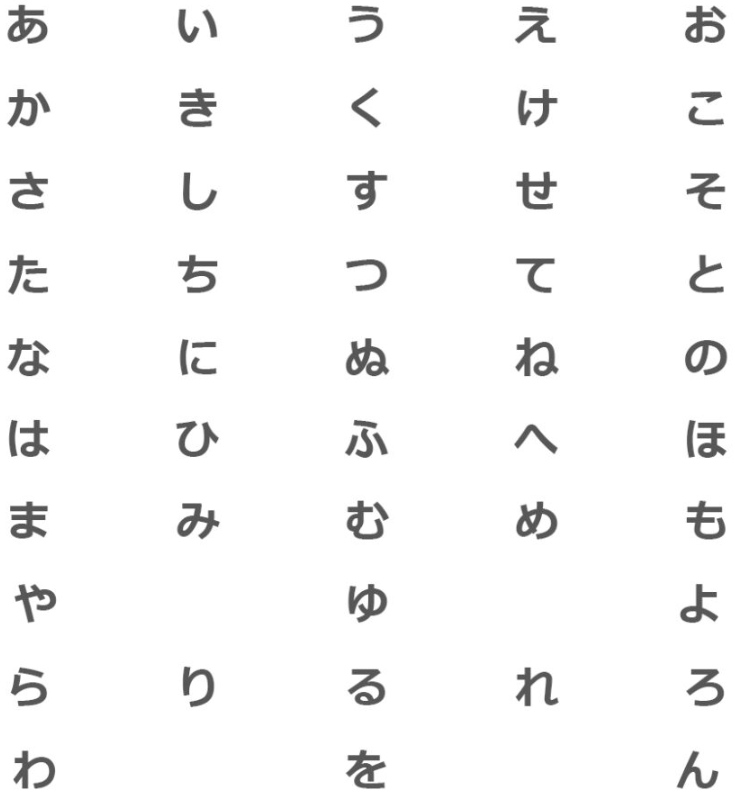 あ い う え お
か き く け こ
さ し す せ そ
た ち つ て と
な に ぬ ね の
は ひ ふ へ ほ
ま み む め も
や ゆ よ
ら り る れ ろ
わ を ん